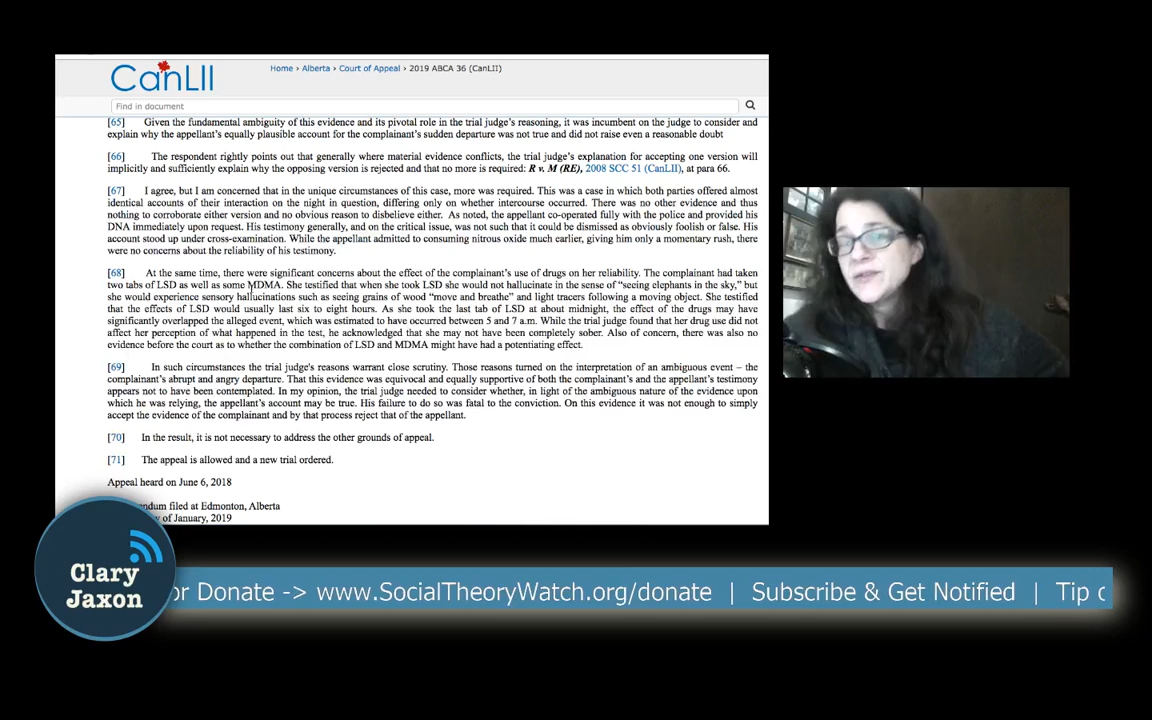 CanLII
Home › Alberta › Court of Appeal › 2019 ABCA 36 (CanLII)
Find in document
[65] Given the fundamental ambiguity of this evidence and its pivotal role in the trial judge's reasoning, it was incumbent on the judge to consider and
explain why the appellant's equally plausible account for the complainant's sudden departure was not true and did not raise even a reasonable doubt
[66] The respondent rightly points out that generally where material evidence conflicts, the trial judge's explanation for accepting one version will
implicitly and sufficiently explain why the opposing version is rejected and that no more is required: R v. M (RE), 2008 SCC 51 (CanLII), at para 66.
[67] I agree, but I am concerned that in the unique circumstances of this case, more was required. This was a case in which both parties offered almost
identical accounts of their interaction on the night in question, differing only on whether intercourse occurred. There was no other evidence and thus
nothing to corroborate either version and no obvious reason to disbelieve either. As noted, the appellant co-operated fully with the police and provided his
DNA immediately upon request. His testimony generally, and on the critical issue, was not such that it could be dismissed as obviously foolish or false. His
account stood up under cross-examination. While the appellant admitted to consuming nitrous oxide much earlier, giving him only a momentary rush, there
were no concerns about the reliability of his testimony.
[68] At the same time, there were significant concerns about the effect of the complainant's use of drugs on her reliability. The complainant had taken
two tabs of LSD as well as some MDMA. She testified that when she took LSD she would not hallucinate in the sense of "seeing elephants in the sky," but
she would experience sensory hallucinations such as seeing grains of wood "move and breathe" and light tracers following a moving object. She testified
that the effects of LSD would usually last six to eight hours. As she took the last tab of LSD at about midnight, the effect of the drugs may have
significantly overlapped the alleged event, which was estimated to have occurred between 5 and 7 a.m. While the trial judge found that her drug use did not
affect her perception of what happened in the test, he acknowledged that she may not have been completely sober. Also of concern, there was also no
evidence before the court as to whether the combination of LSD and MDMA might have had a potentiating effect.
[69] In such circumstances the trial judge's reasons warrant close scrutiny. Those reasons turned on the interpretation of an ambiguous event – the
complainant's abrupt and angry departure. That this evidence was equivocal and equally supportive of both the complainant's and the appellant's testimony
appears not to have been contemplated. In my opinion, the trial judge needed to consider whether, in light of the ambiguous nature of the evidence upon
which he was relying, the appellant's account may be true. His failure to do so was fatal to the conviction. On this evidence it was not enough to simply
accept the evidence of the complainant and by that process reject that of the appellant.
[70] In the result, it is not necessary to address the other grounds of appeal.
[71] The appeal is allowed and a new trial ordered.
Appeal heard on June 6, 2018
ndum filed at Edmonton, Alberta
y of January, 2019
Clary
Jaxon
or Donate -> www.SocialTheoryWatch.org/donate | Subscribe & Get Notified | Tip